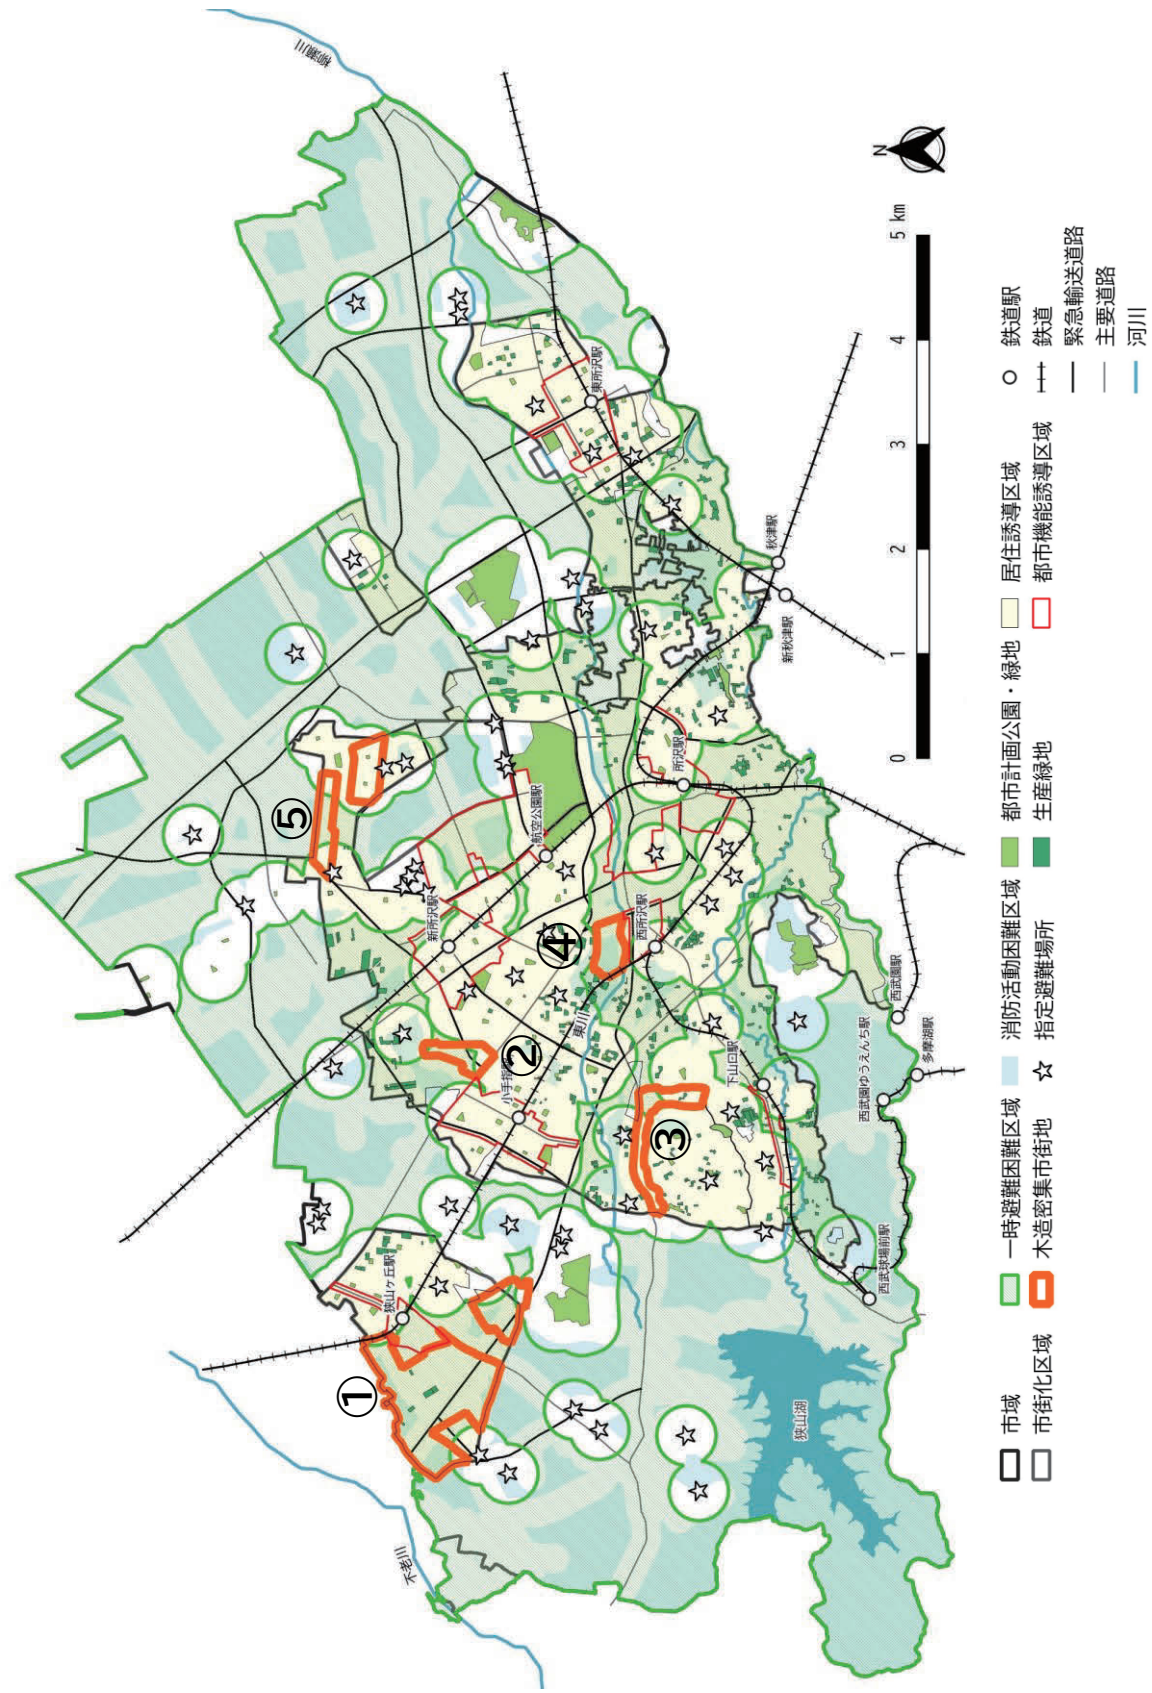 柳瀬川
不老川
①
狭山ヶ丘駅
②
小手指
新所沢駅
⑤
航空公園駅
④
東川
西所沢駅
所沢駅
東所沢駅
秋津駅
新秋津駅
③
下山口駅
西武球場前駅
西武園ゆうえんち駅
多摩湖駅
西武園駅
狭山湖
N
0 1 2 3 4 5 km
市域
一時避難困難区域
消防活動困難区域
都市計画公園・緑地
居住誘導区域
鉄道駅
市街化区域
木造密集市街地
指定避難場所
生産緑地
都市機能誘導区域
鉄道
緊急輸送道路
主要道路
河川